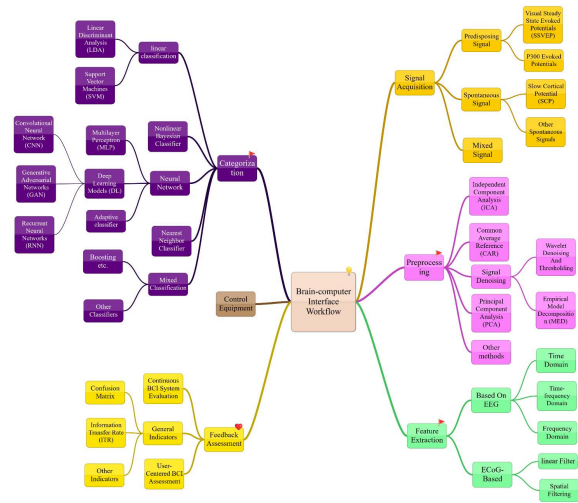 Brain-computer
Interface
Workflow
Signal
Acquisition
Predisposing
Signal
Visual Steady
State Evoked
Potentials
(SSVEP)
P300 Evoked
Potentials
Spontaneous
Signal
Slow Cortical
Potential
(SCP)
Other
Spontaneous
Signals
Mixed
Signal
Preprocess
ing
Independent
Component
Analysis
(ICA)
Common
Average
Reference
(CAR)
Signal
Denoising
Wavelet
Denoising
And
Thresholding
Empirical
Model
Decompositio
n (MED)
Principal
Component
Analysis
(PCA)
Other
methods
Feature
Extraction
Based On
EEG
Time
Domain
Time-
frequency
Domain
Frequency
Domain
ECoG-
Based
linear Filter
Spatial
Filtering
Categoriza
tion
linear
classification
Linear
Discriminant
Analysis
(LDA)
Support
Vector
Machines
(SVM)
Nonlinear
Bayesian
Classifier
Neural
Network
Multilayer
Perception
(MLP)
Deep
Learning
Models (DL)
Convolutional
Neural
Network
(CNN)
Generative
Adversarial
Networks
(GAN)
Recurrent
Neural
Networks
(RNN)
Adaptive
classifier
Nearest
Neighbor
Classifier
Mixed
Classification
Boosting
etc.
Other
Classifiers
Control
Equipment
Feedback
Assessment
Continuous
BCI System
Evaluation
General
Indicators
Confusion
Matrix
Information
Transfer Rate
(ITR)
Other
Indicators
User-
Centered BCI
Assessment